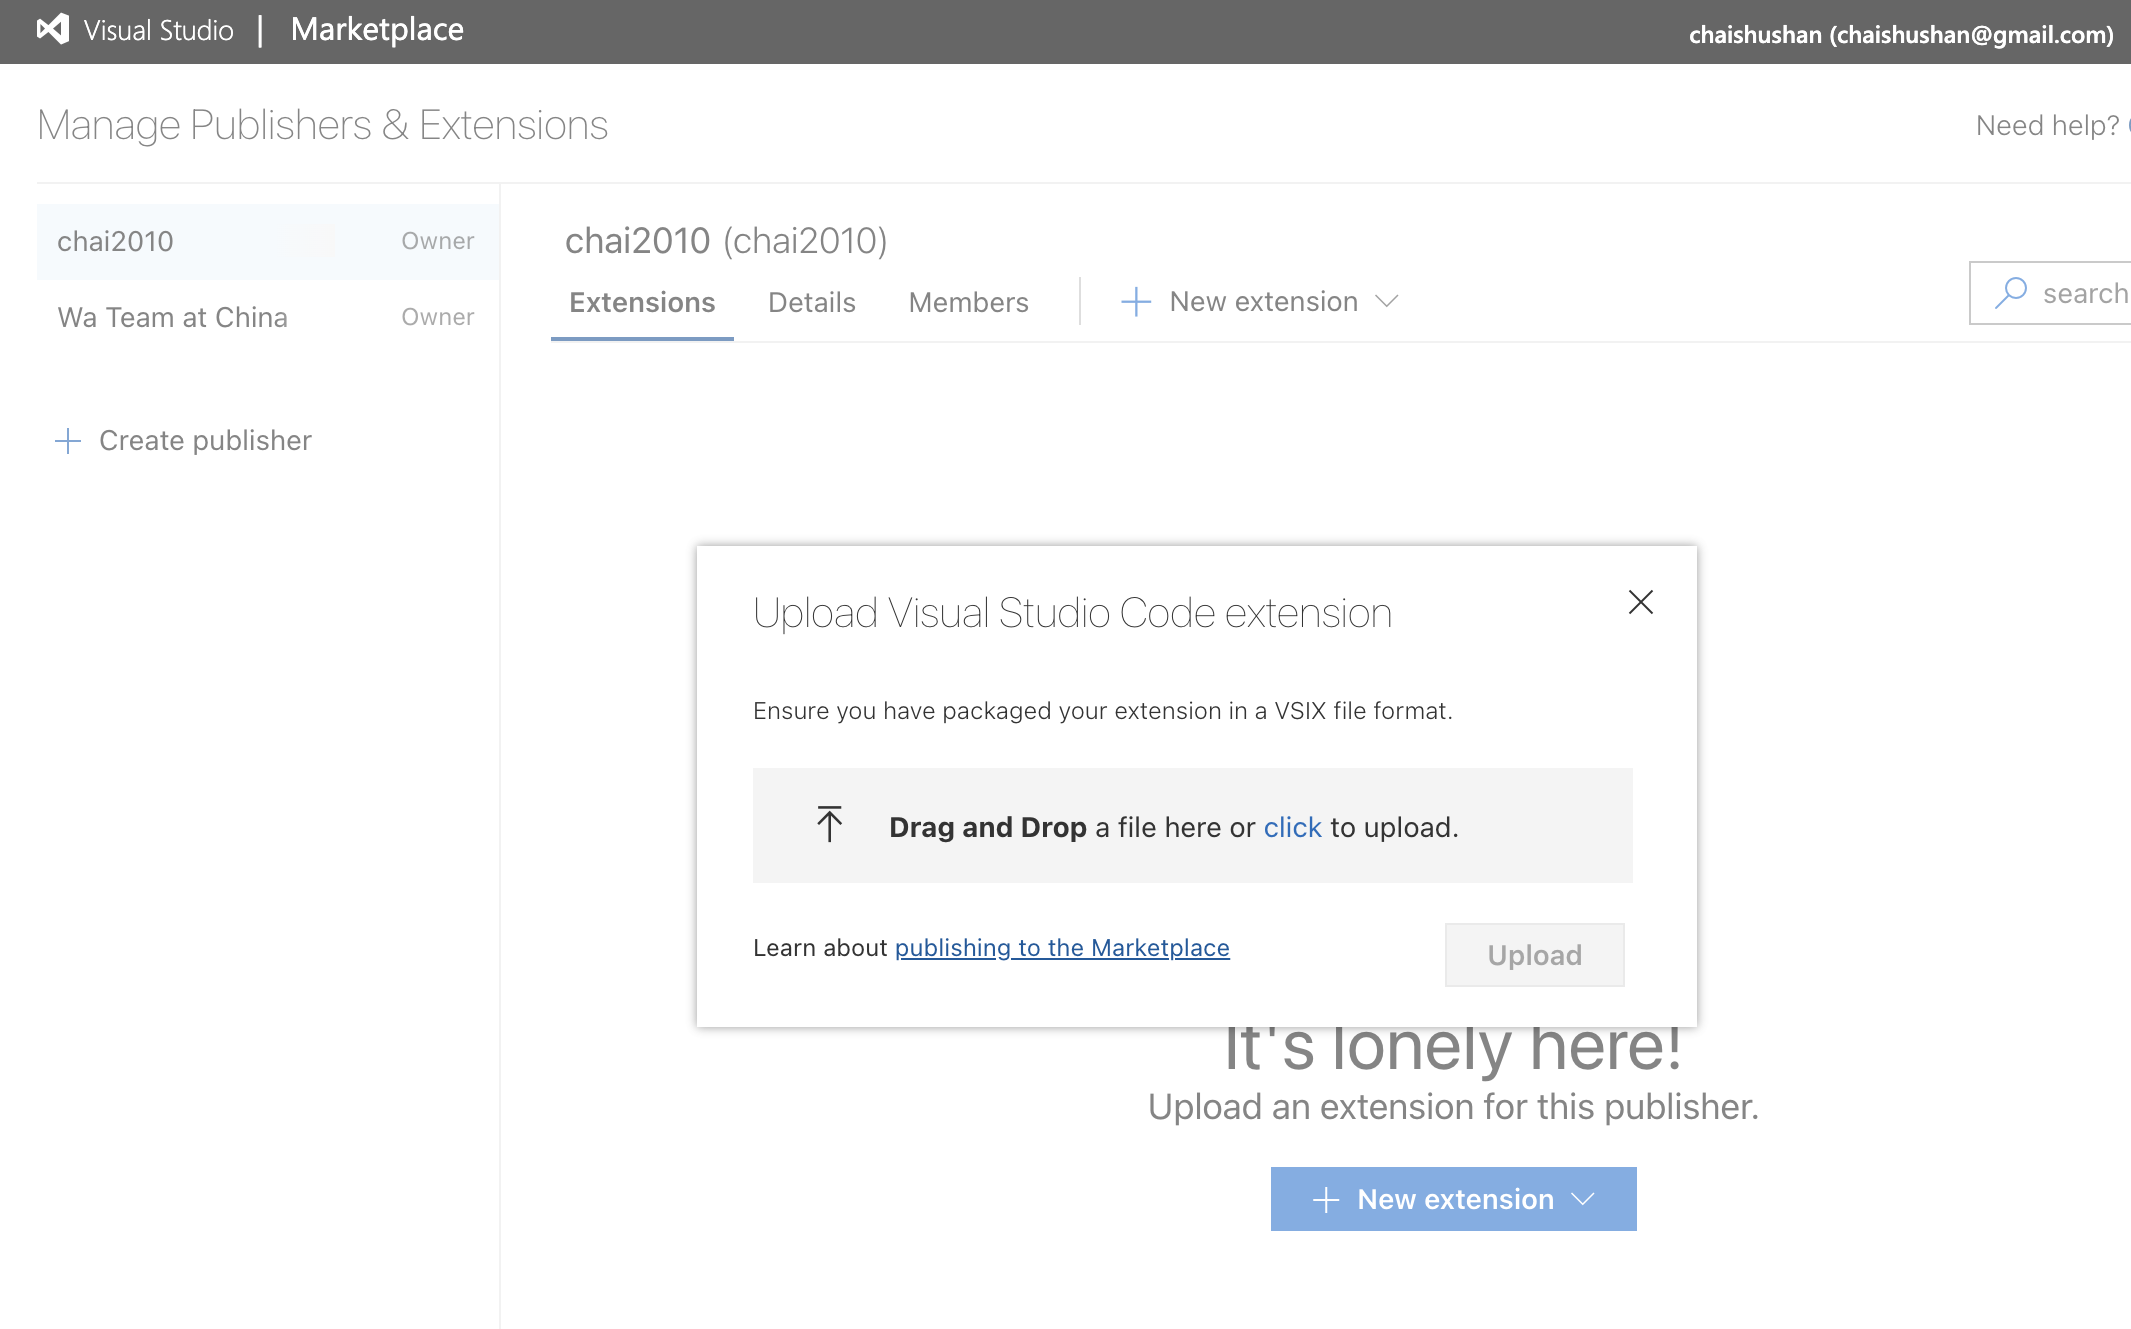 Visual Studio | Marketplace
chaishushan (chaishushan@gmail.com)
Manage Publishers & Extensions
Need help?
chai2010 Owner
Wa Team at China Owner
Create publisher
chai2010 (chai2010)
Extensions Details Members New extension
search
Upload Visual Studio Code extension
Ensure you have packaged your extension in a VSIX file format.
Drag and Drop a file here or click to upload.
Learn about publishing to the Marketplace
Upload
It's lonely here!
Upload an extension for this publisher.
New extension